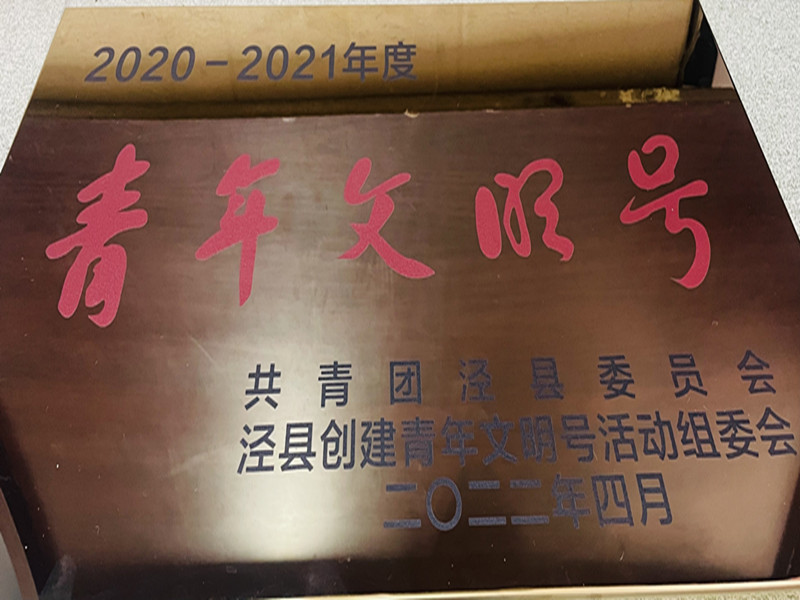 2020-2021年度
青年文明号
共青团泾县委员会
泾县创建青年文明号活动组委会
二〇二二年四月